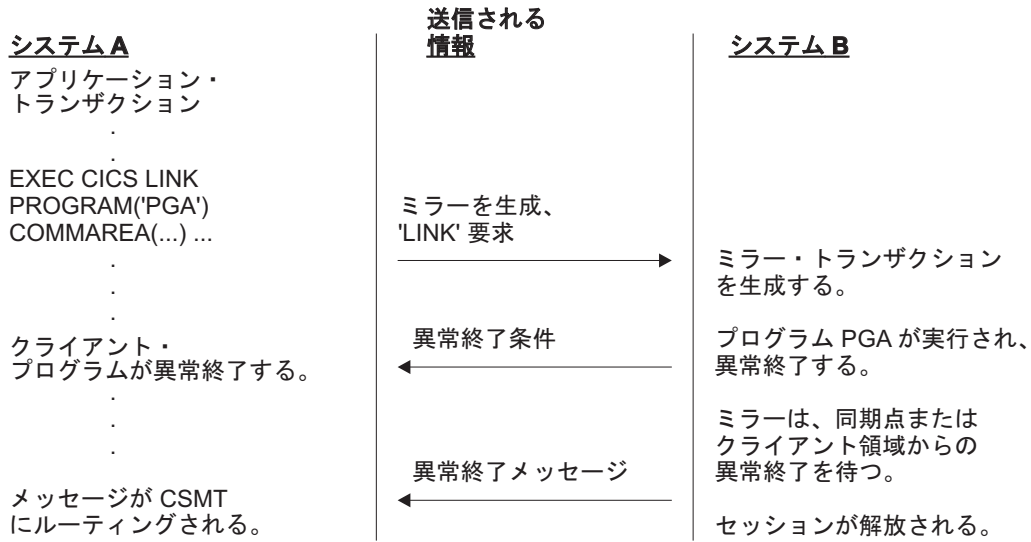 システム A
アプリケーション・
トランザクション
.
.
EXEC CICS LINK
PROGRAM('PGA')
COMMAREA(...) ...
.
.
.
クライアント・
プログラムが異常終了する。
.
.
.
メッセージが CSMT
にルーティングされる。
送信される
情報
ミラーを生成、
'LINK' 要求
異常終了条件
異常終了メッセージ
システム B
ミラー・トランザクション
を生成する。
プログラム PGA が実行され、
異常終了する。
ミラーは、同期点または
クライアント領域からの
異常終了を待つ。
セッションが解放される。